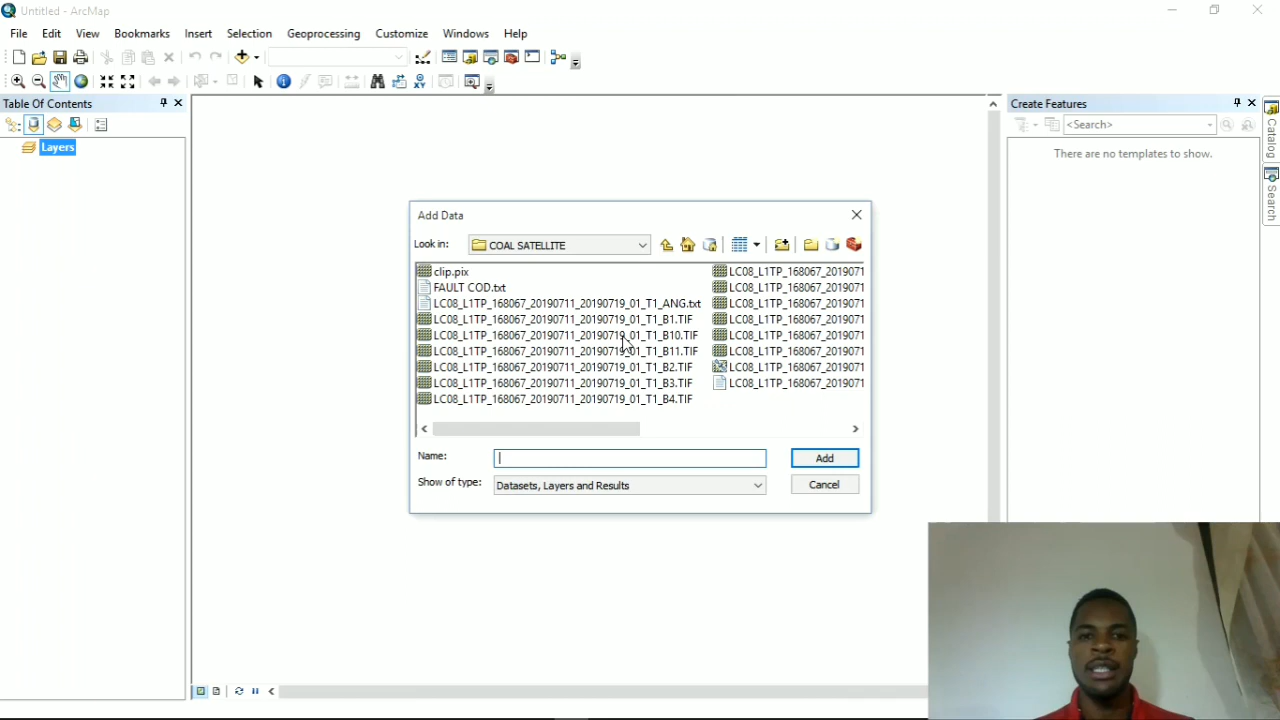 Untitled - ArcMap
File Edit View Bookmarks Insert Selection Geoprocessing Customize Windows Help
Table Of Contents
Layers
Create Features
<Search>
There are no templates to show.
Catalog
Search
Add Data
Look in: COAL SATELLITE
clip.pix
FAULT COD.txt
LC08_L1TP_168067_20190711_20190719_01_T1_ANG.txt
LC08_L1TP_168067_20190711_20190719_01_T1_B1.TIF
LC08_L1TP_168067_20190711_20190719_01_T1_B10.TIF
LC08_L1TP_168067_20190711_20190719_01_T1_B11.TIF
LC08_L1TP_168067_20190711_20190719_01_T1_B2.TIF
LC08_L1TP_168067_20190711_20190719_01_T1_B3.TIF
LC08_L1TP_168067_20190711_20190719_01_T1_B4.TIF
LC08_L1TP_168067_2019071
LC08_L1TP_168067_2019071
LC08_L1TP_168067_2019071
LC08_L1TP_168067_2019071
LC08_L1TP_168067_2019071
LC08_L1TP_168067_2019071
LC08_L1TP_168067_2019071
LC08_L1TP_168067_2019071
Name:
Add
Show of type: Datasets, Layers and Results
Cancel